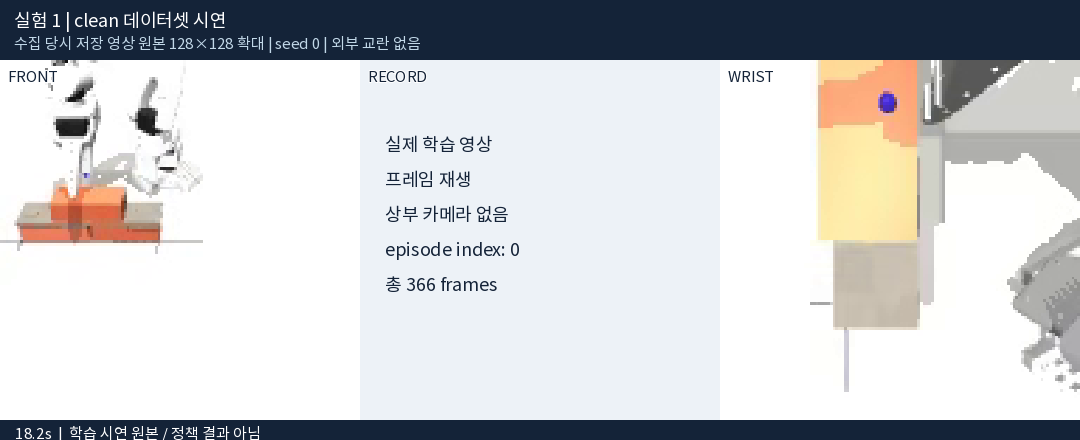 실험 1 | clean 데이터셋 시연
수집 당시 저장 영상 원본 128×128 확대 | seed 0 | 외부 교란 없음
FRONT
RECORD
WRIST
실제 학습 영상
프레임 재생
상부 카메라 없음
episode index: 0
총 366 frames
18.2s | 학습 시연 원본 / 정책 결과 아님